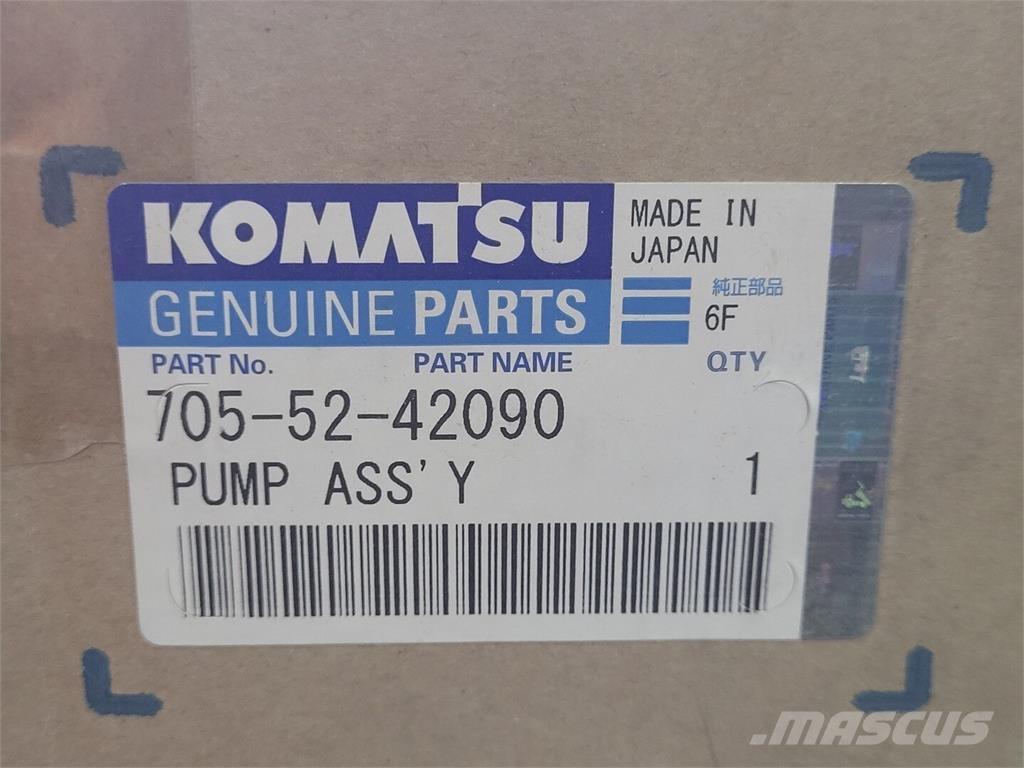 KOMATSU
GENUINE PARTS
MADE IN
JAPAN
純正部品
6F
PART No. PART NAME QTY
705-52-42090
PUMP ASS'Y 1
MASCUS